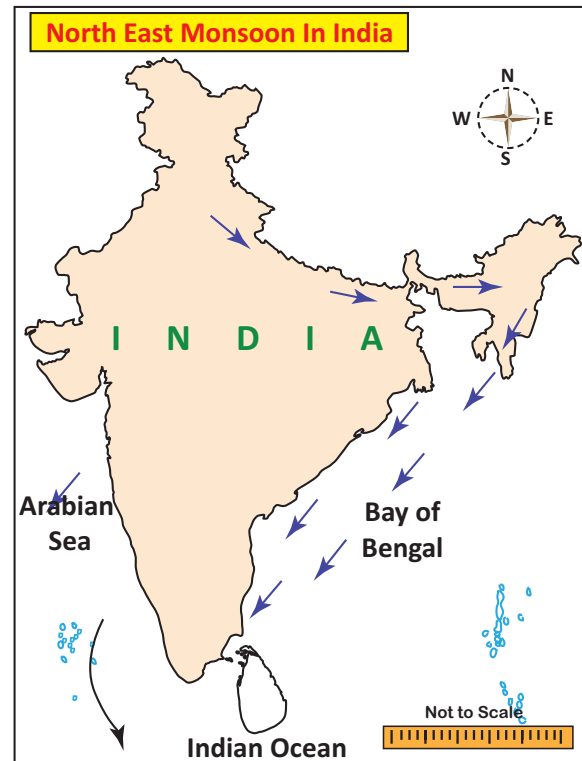 North East Monsoon In India
N
W E
S
I N D I A
Arabian
Sea
Bay of
Bengal
Not to Scale
Indian Ocean